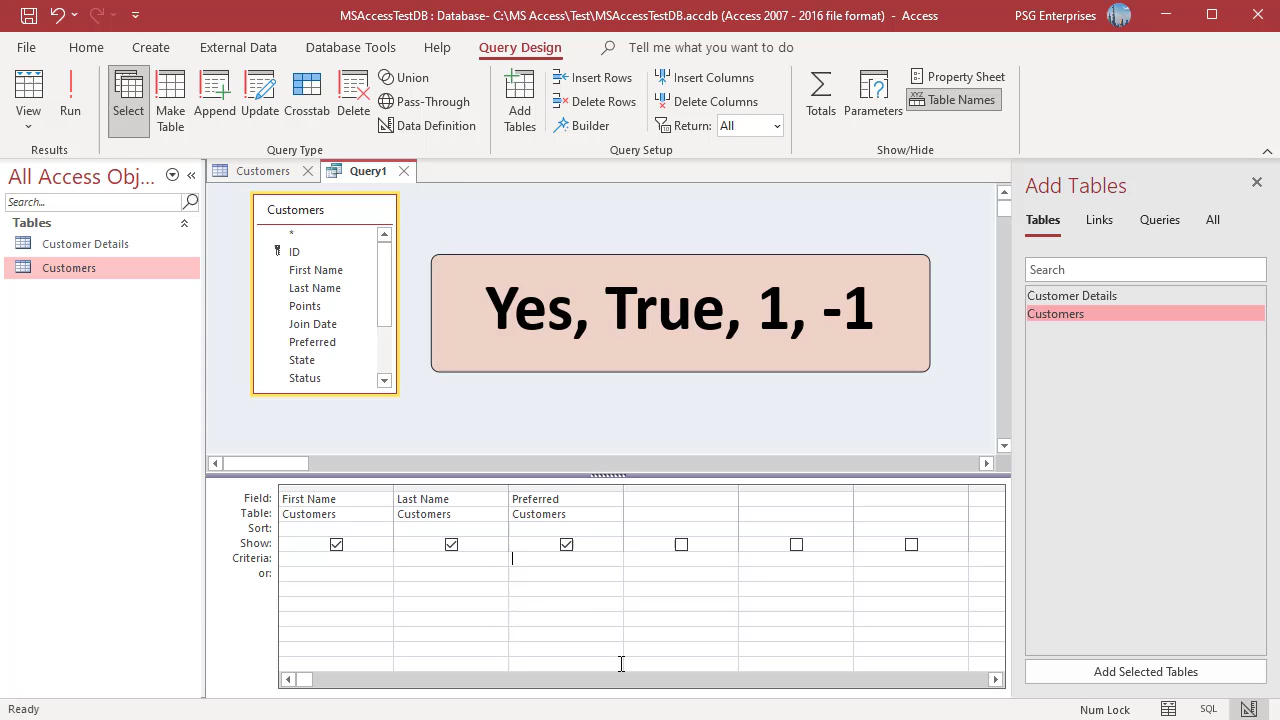 MSAccessTestDB : Database- C:\MS Access\Test\MSAccessTestDB.accdb (Access 2007 - 2016 file format) - Access
PSG Enterprises
File Home Create External Data Database Tools Help Query Design Tell me what you want to do
View
Run
Select
Make Table
Append
Update
Crosstab
Delete
Union
Pass-Through
Data Definition
Add Tables
Insert Rows
Delete Rows
Builder
Insert Columns
Delete Columns
Return: All
Totals
Parameters
Property Sheet
XYZ Table Names
Results
Query Type
Query Setup
Show/Hide
All Access Obj...
Search...
Tables
Customer Details
Customers
Customers
Query1
Customers
*
ID
First Name
Last Name
Points
Join Date
Preferred
State
Status
Yes, True, 1, -1
Field: First Name Last Name Preferred
Table: Customers Customers Customers
Sort:
Show:
Criteria:
or:
Add Tables
Tables Links Queries All
Search
Customer Details
Customers
Add Selected Tables
Ready
Num Lock
SQL